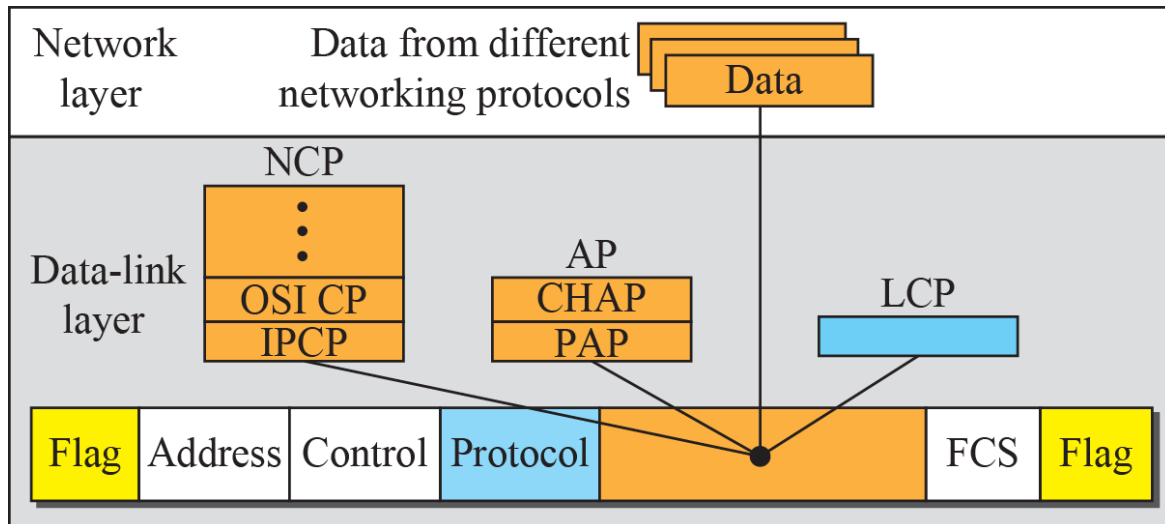 Network
layer
Data from different
networking protocols
Data
NCP
Data-link
layer
OSI CP
IPCP
AP
CHAP
PAP
LCP
Flag
Address
Control
Protocol
FCS
Flag